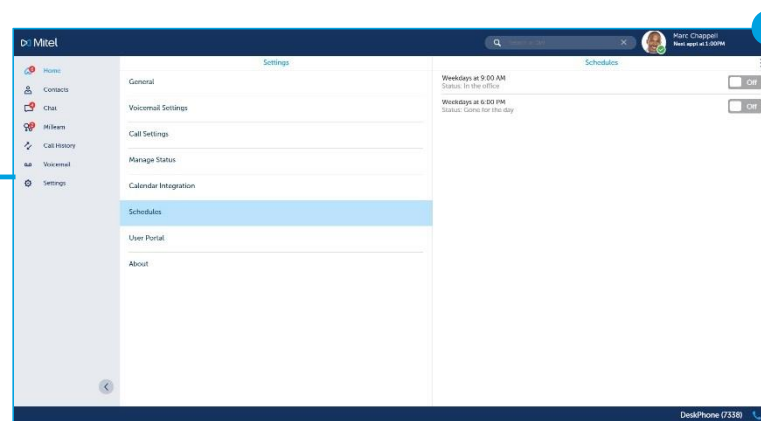 Mitel
Marc Chappell
Next appt at 1:00PM
Home
Contacts
Chat
MiTeam
Call History
Voicemail
Settings
Settings
General
Voicemail Settings
Call Settings
Manage Status
Calendar Integration
Schedules
User Portal
About
Schedules
Weekdays at 9:00 AM
Status: In the office
Off
Weekdays at 6:00 PM
Status: Gone for the day
Off
DeskPhone (7338)